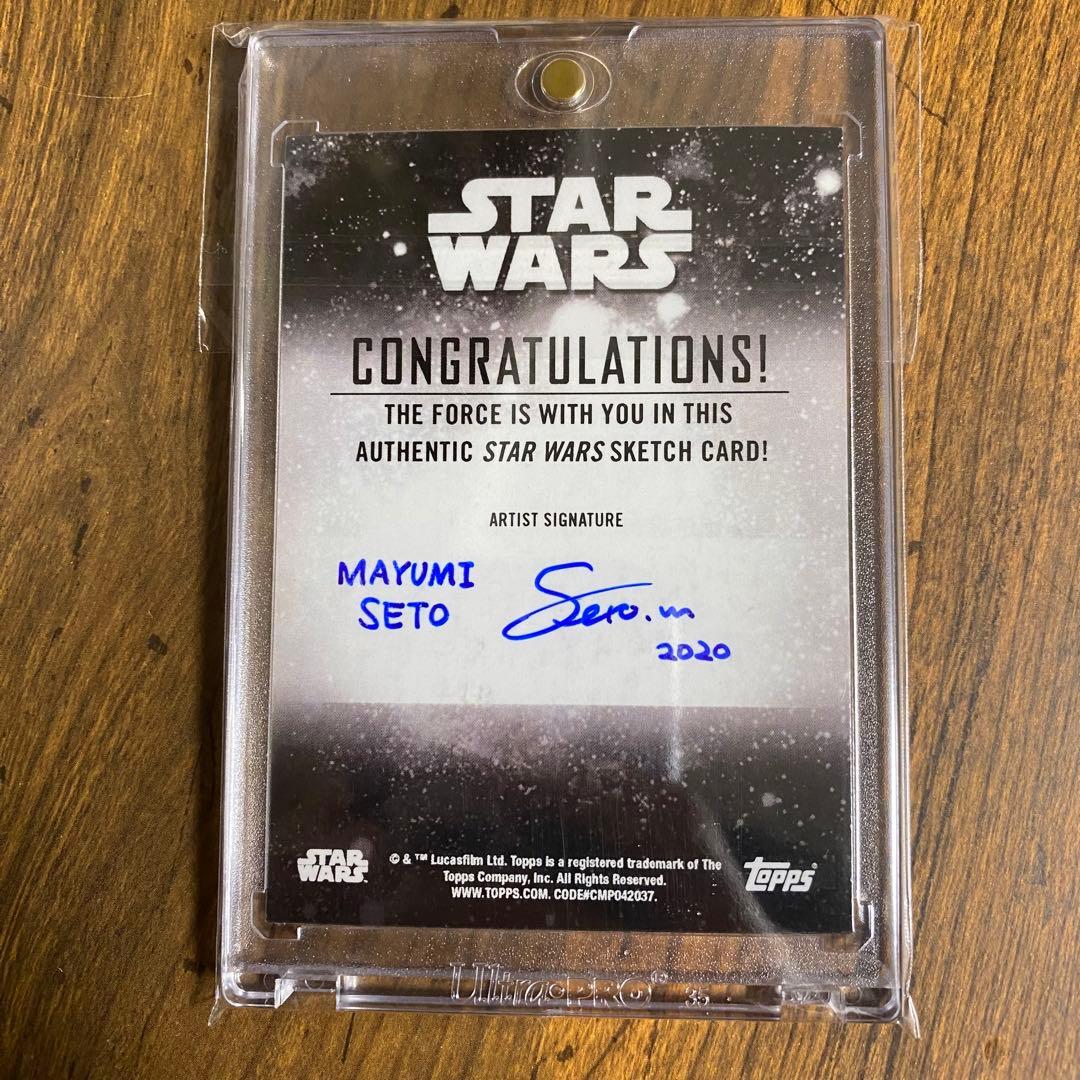 STAR
WARS
CONGRATULATIONS!
THE FORCE IS WITH YOU IN THIS
AUTHENTIC STAR WARS SKETCH CARD!
ARTIST SIGNATURE
MAYUMI
SETO
Seto.m
2020
STAR
WARS
© & ™ Lucasfilm Ltd. Topps is a registered trademark of The
Topps Company, Inc. All Rights Reserved.
WWW.TOPPS.COM. CODE#CMP042037.
topps®
Ultra•PRO® 35